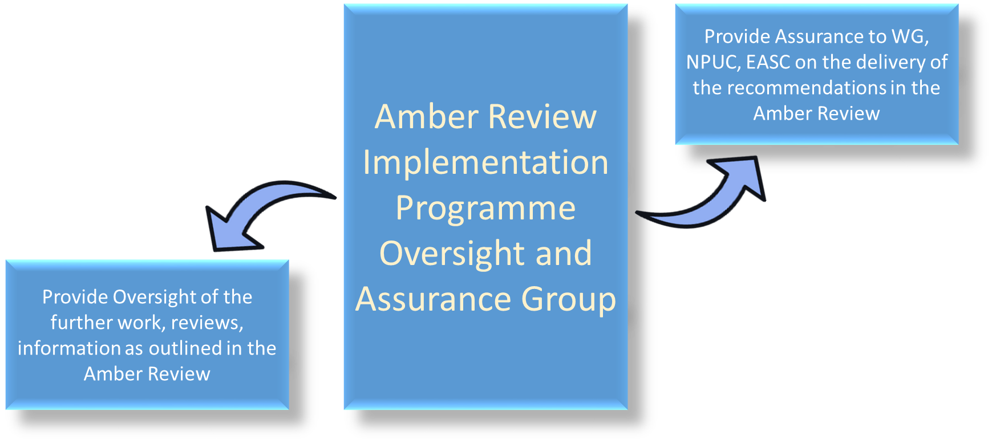 Amber Review
Implementation
Programme
Oversight and
Assurance Group
Provide Assurance to WG,
NPUC, EASC on the delivery of
the recommendations in the
Amber Review
Provide Oversight of the
further work, reviews,
information as outlined in the
Amber Review